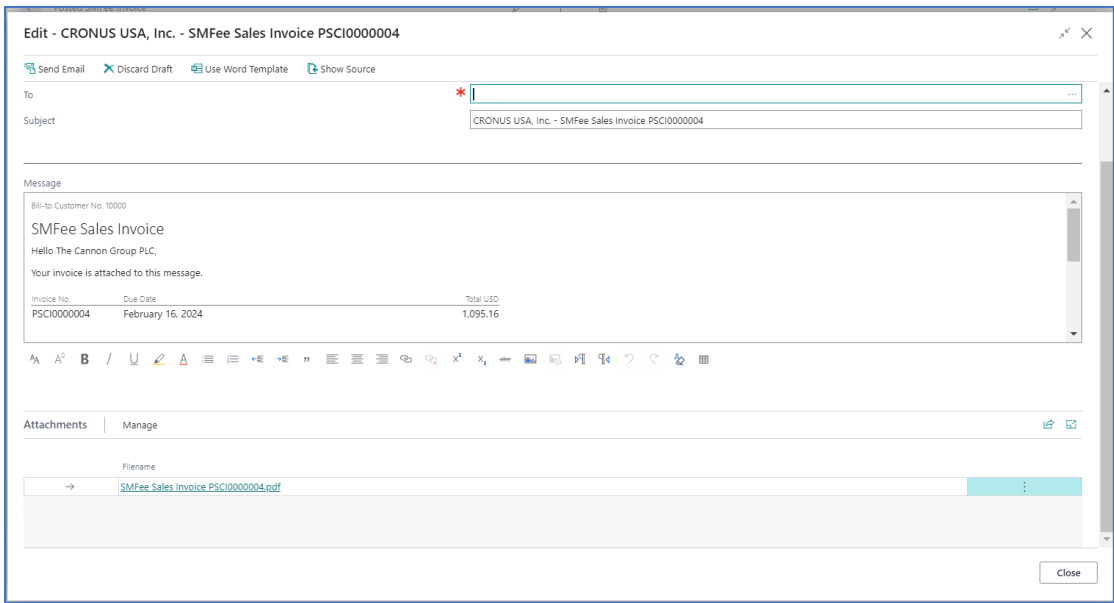 Posted SMFee Invoice
Edit - CRONUS USA, Inc. - SMFee Sales Invoice PSCI0000004
Send Email Discard Draft Use Word Template Show Source
To
Subject CRONUS USA, Inc. - SMFee Sales Invoice PSCI0000004
Message
Bill-to Customer No. 10000
SMFee Sales Invoice
Hello The Cannon Group PLC,
Your invoice is attached to this message.
Invoice No. Due Date Total USD
PSCI0000004 February 16, 2024 1,095.16
Attachments Manage
Filename
SMFee Sales Invoice PSCI0000004.pdf
Close